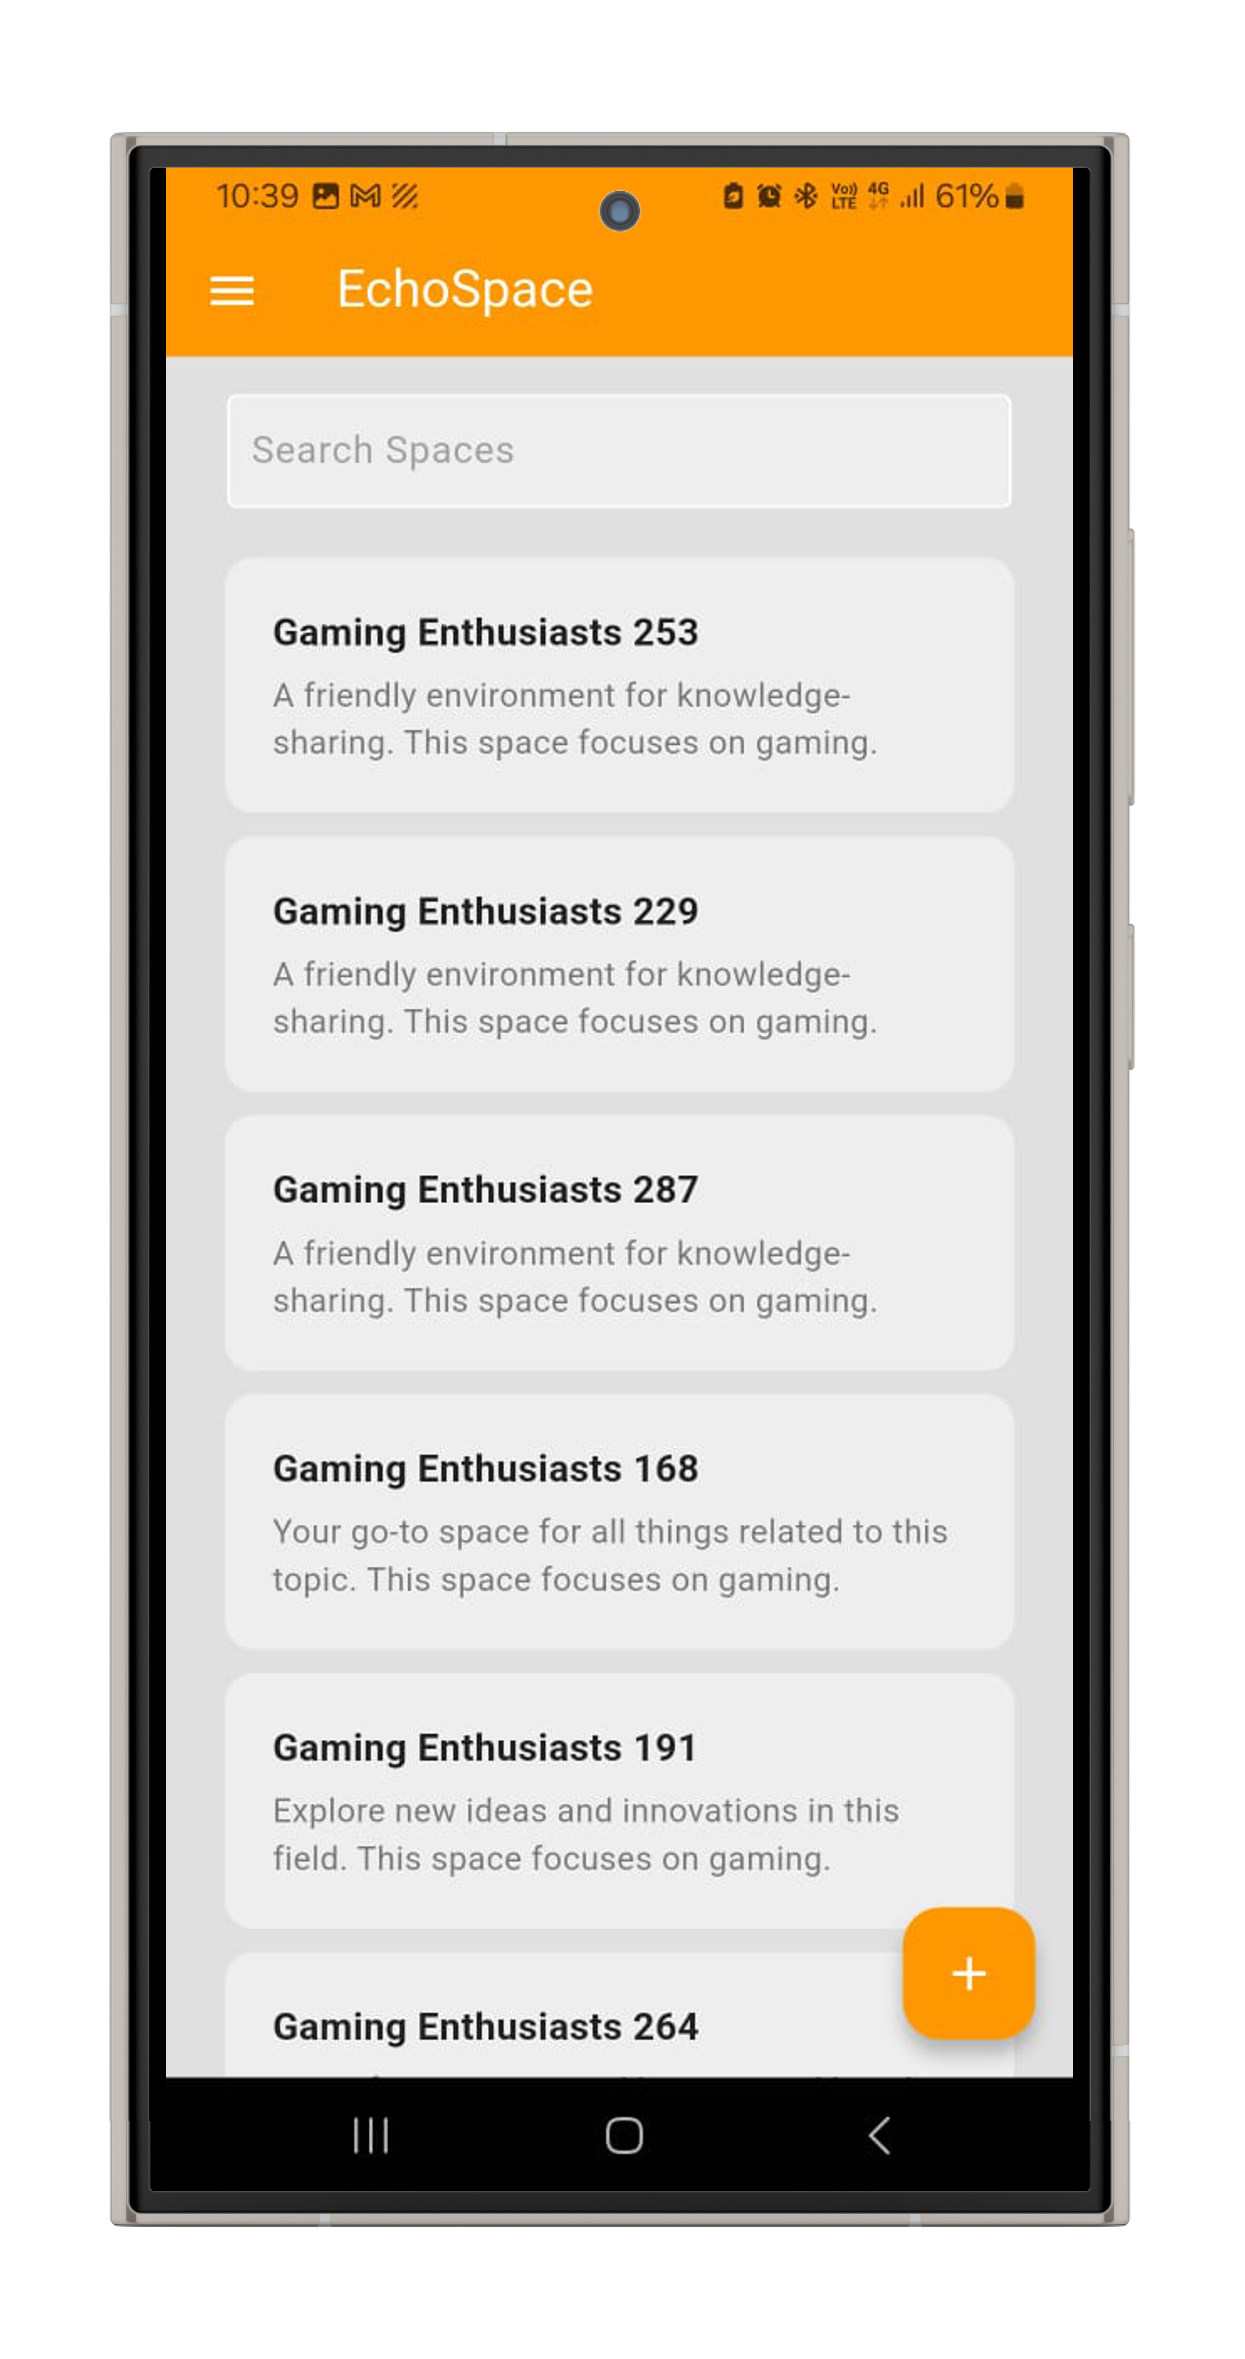 10:39
Vo)) LTE 4G 61%
EchoSpace
Search Spaces
Gaming Enthusiasts 253
A friendly environment for knowledge-
sharing. This space focuses on gaming.
Gaming Enthusiasts 229
A friendly environment for knowledge-
sharing. This space focuses on gaming.
Gaming Enthusiasts 287
A friendly environment for knowledge-
sharing. This space focuses on gaming.
Gaming Enthusiasts 168
Your go-to space for all things related to this
topic. This space focuses on gaming.
Gaming Enthusiasts 191
Explore new ideas and innovations in this
field. This space focuses on gaming.
Gaming Enthusiasts 264